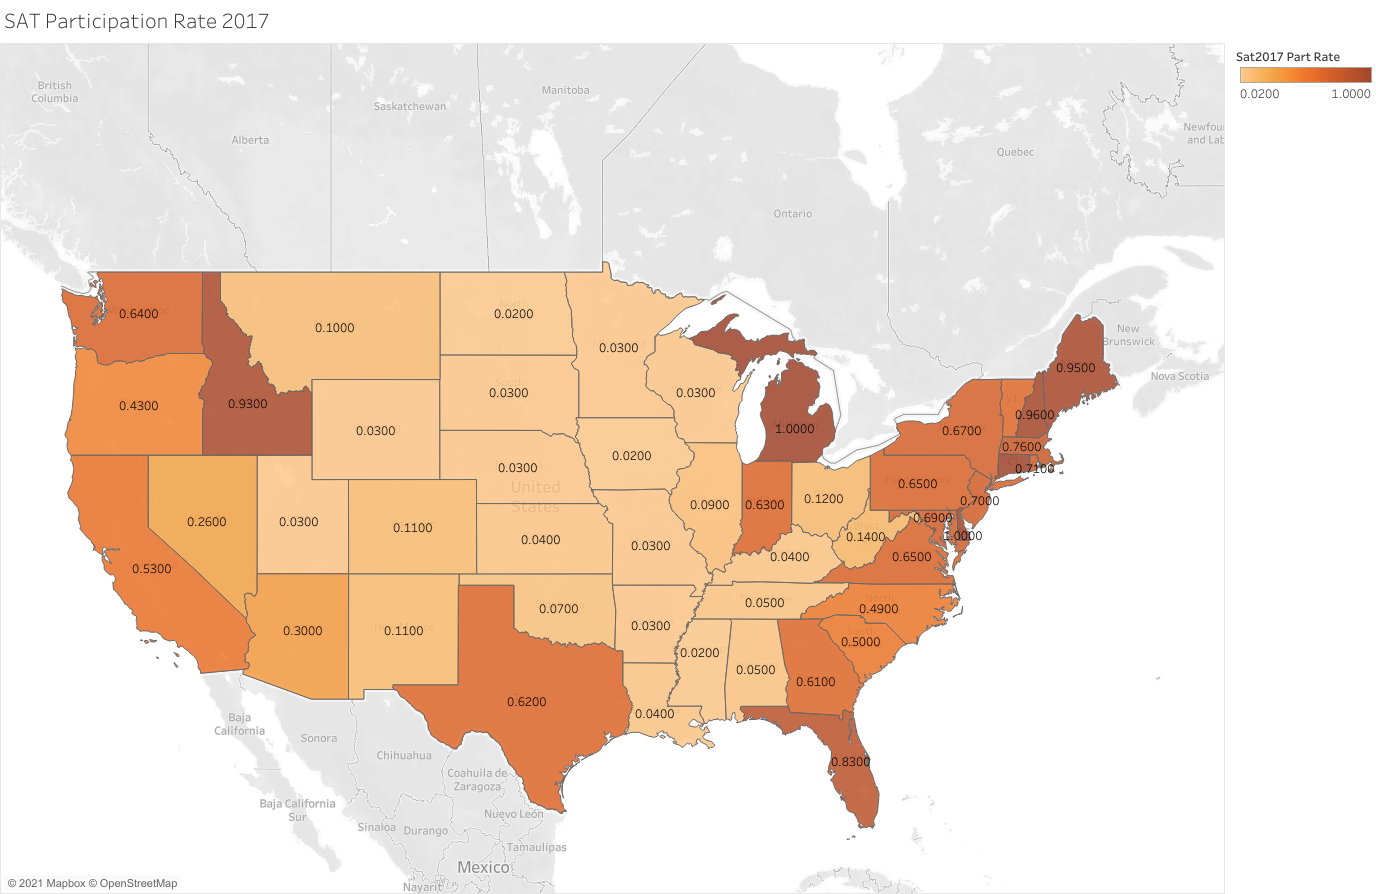 SAT Participation Rate 2017
Sat2017 Part Rate
0.0200 1.0000
British
Columbia
Alberta
Saskatchewan
Manitoba
Ontario
Quebec
Newfou
and Lab
New
Brunswick
Nova Scotia
North
South
United
States
West
North
0.6400
0.1000
0.0200
0.0300
0.9500
0.4300
0.9300
0.0300
0.0300
0.0300
1.0000
0.6700
0.9600
0.7600
0.7100
0.0300
0.0200
0.6500
0.7000
0.2600
0.0300
0.1100
0.0400
0.0300
0.0900
0.6300
0.1200
0.1400
0.6900
1.0000
0.5300
0.0400
0.6500
0.3000
0.1100
0.0700
0.0300
0.0500
0.4900
0.5000
0.0200
0.0500
0.6100
0.6200
0.0400
0.8300
Baja
California
Sonora
Chihuahua
Coahuila de
Zaragoza
Baja California
Sur
Sinaloa
Durango
Nuevo León
Tamaulipas
Mexico
Nayarit
© 2021 Mapbox © OpenStreetMap